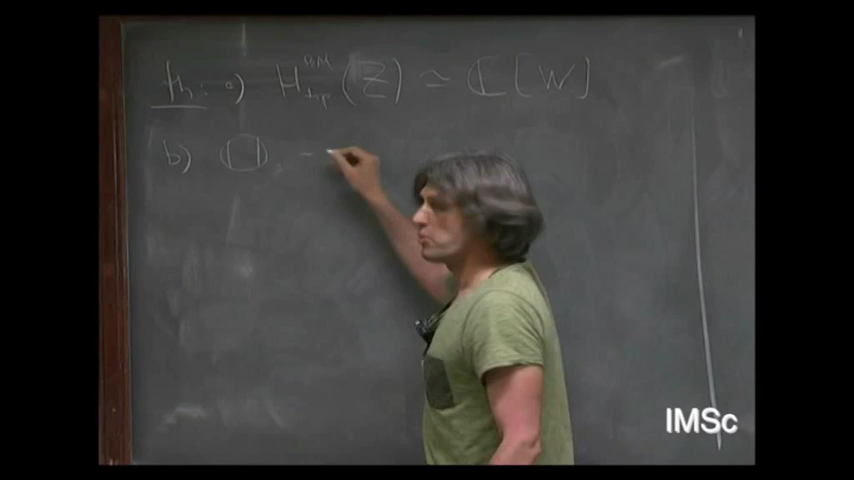 Th: a) H^{BM}_{top}(Z) ≃ ℂ[W]
b)
IMSc